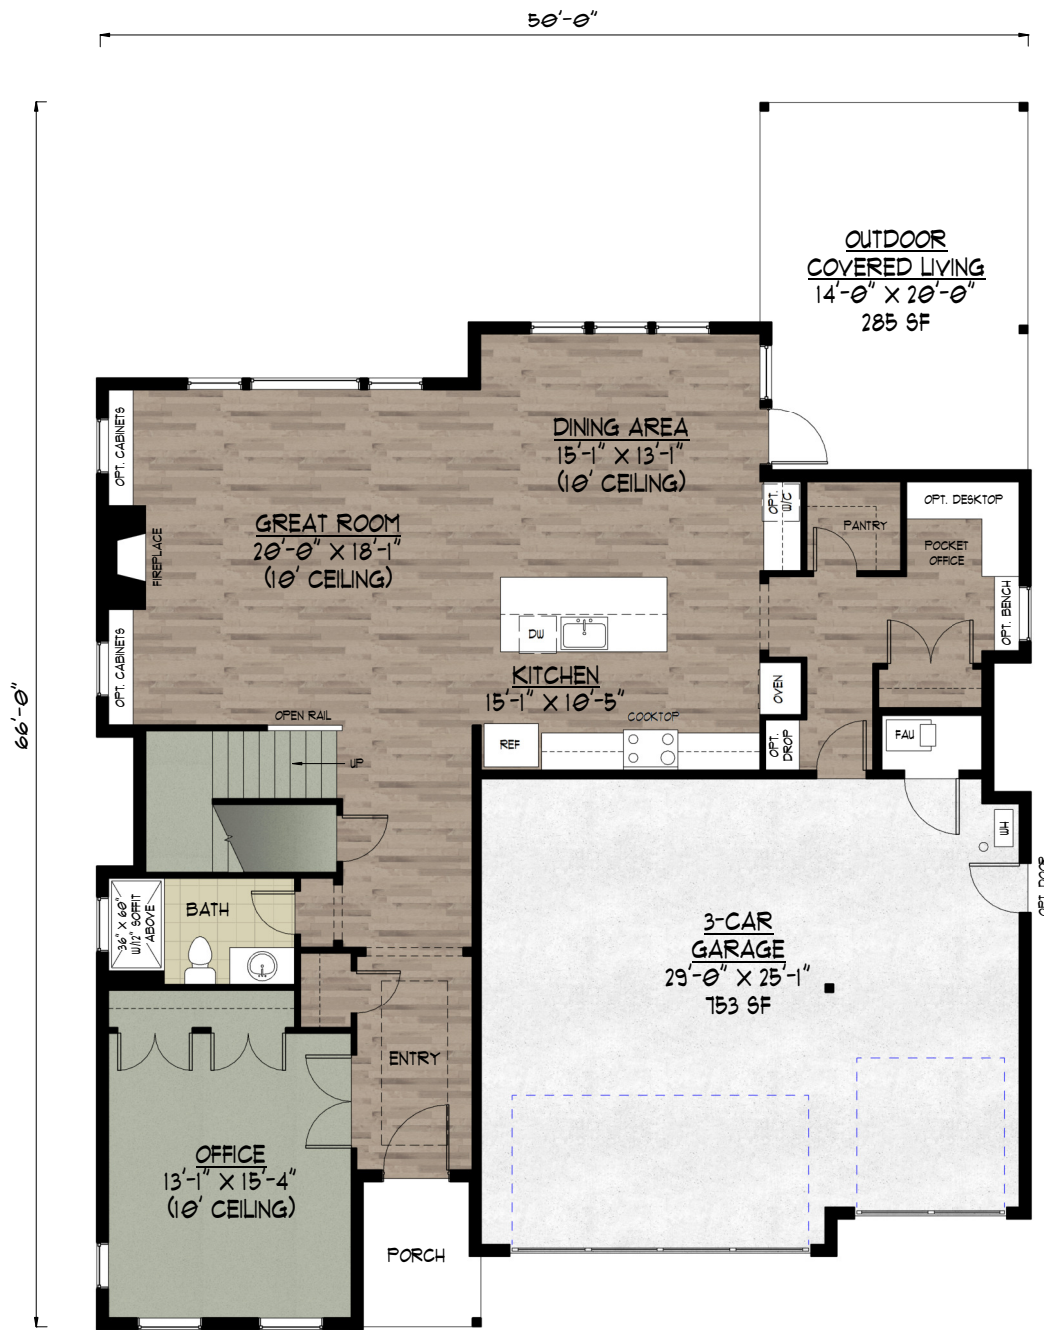 50'-0"
66'-0"
OUTDOOR
COVERED LIVING
14'-0" X 20'-0"
285 SF
DINING AREA
15'-1" X 13'-1"
(10' CEILING)
OPT. CABINETS
GREAT ROOM
20'-0" X 18'-1"
(10' CEILING)
FIREPLACE
OPT. CABINETS
OPT.
W/C
PANTRY
OPT. DESKTOP
POCKET
OFFICE
OPT. BENCH
DW
KITCHEN
15'-1" X 10'-5"
COOKTOP
OVEN
REF
OPT.
DROP
FAU
OPEN RAIL
UP
WH
OPT. DOOR
36" X 60"
W/12" SOFFIT
ABOVE
BATH
3-CAR
GARAGE
29'-0" X 25'-1"
753 SF
ENTRY
OFFICE
13'-1" X 15'-4"
(10' CEILING)
PORCH